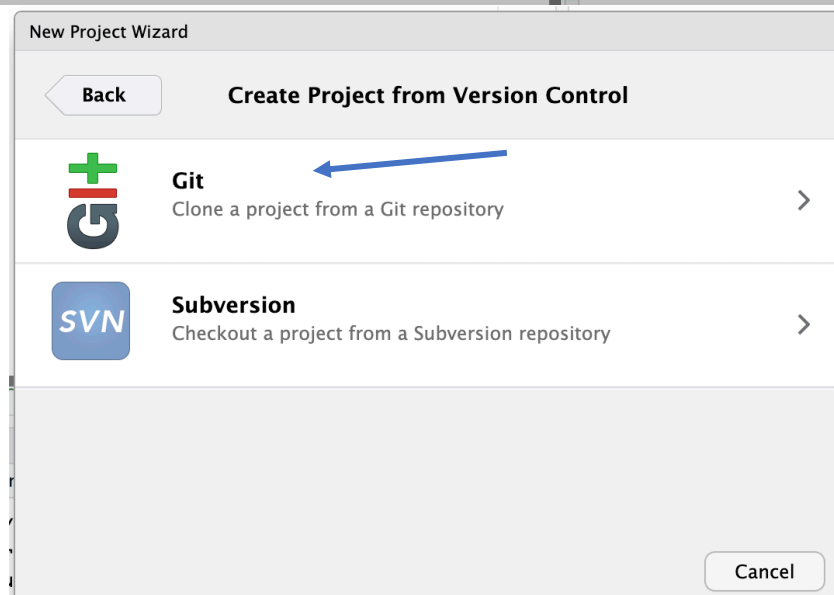 New Project Wizard
Back
Create Project from Version Control
Git
Git
Clone a project from a Git repository
SVN
Subversion
Checkout a project from a Subversion repository
Cancel